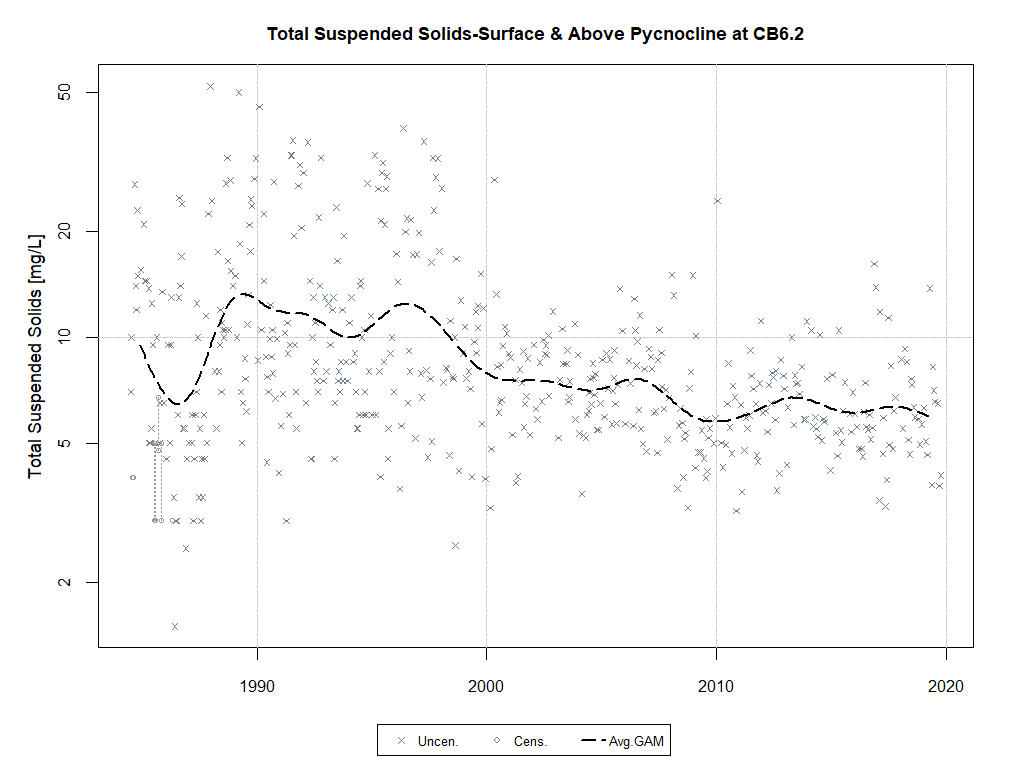 Total Suspended Solids-Surface & Above Pycnocline at CB6.2
Total Suspended Solids [mg/L]
50
20
10
5
2
1990 2000 2010 2020
Uncen. Cens. Avg.GAM